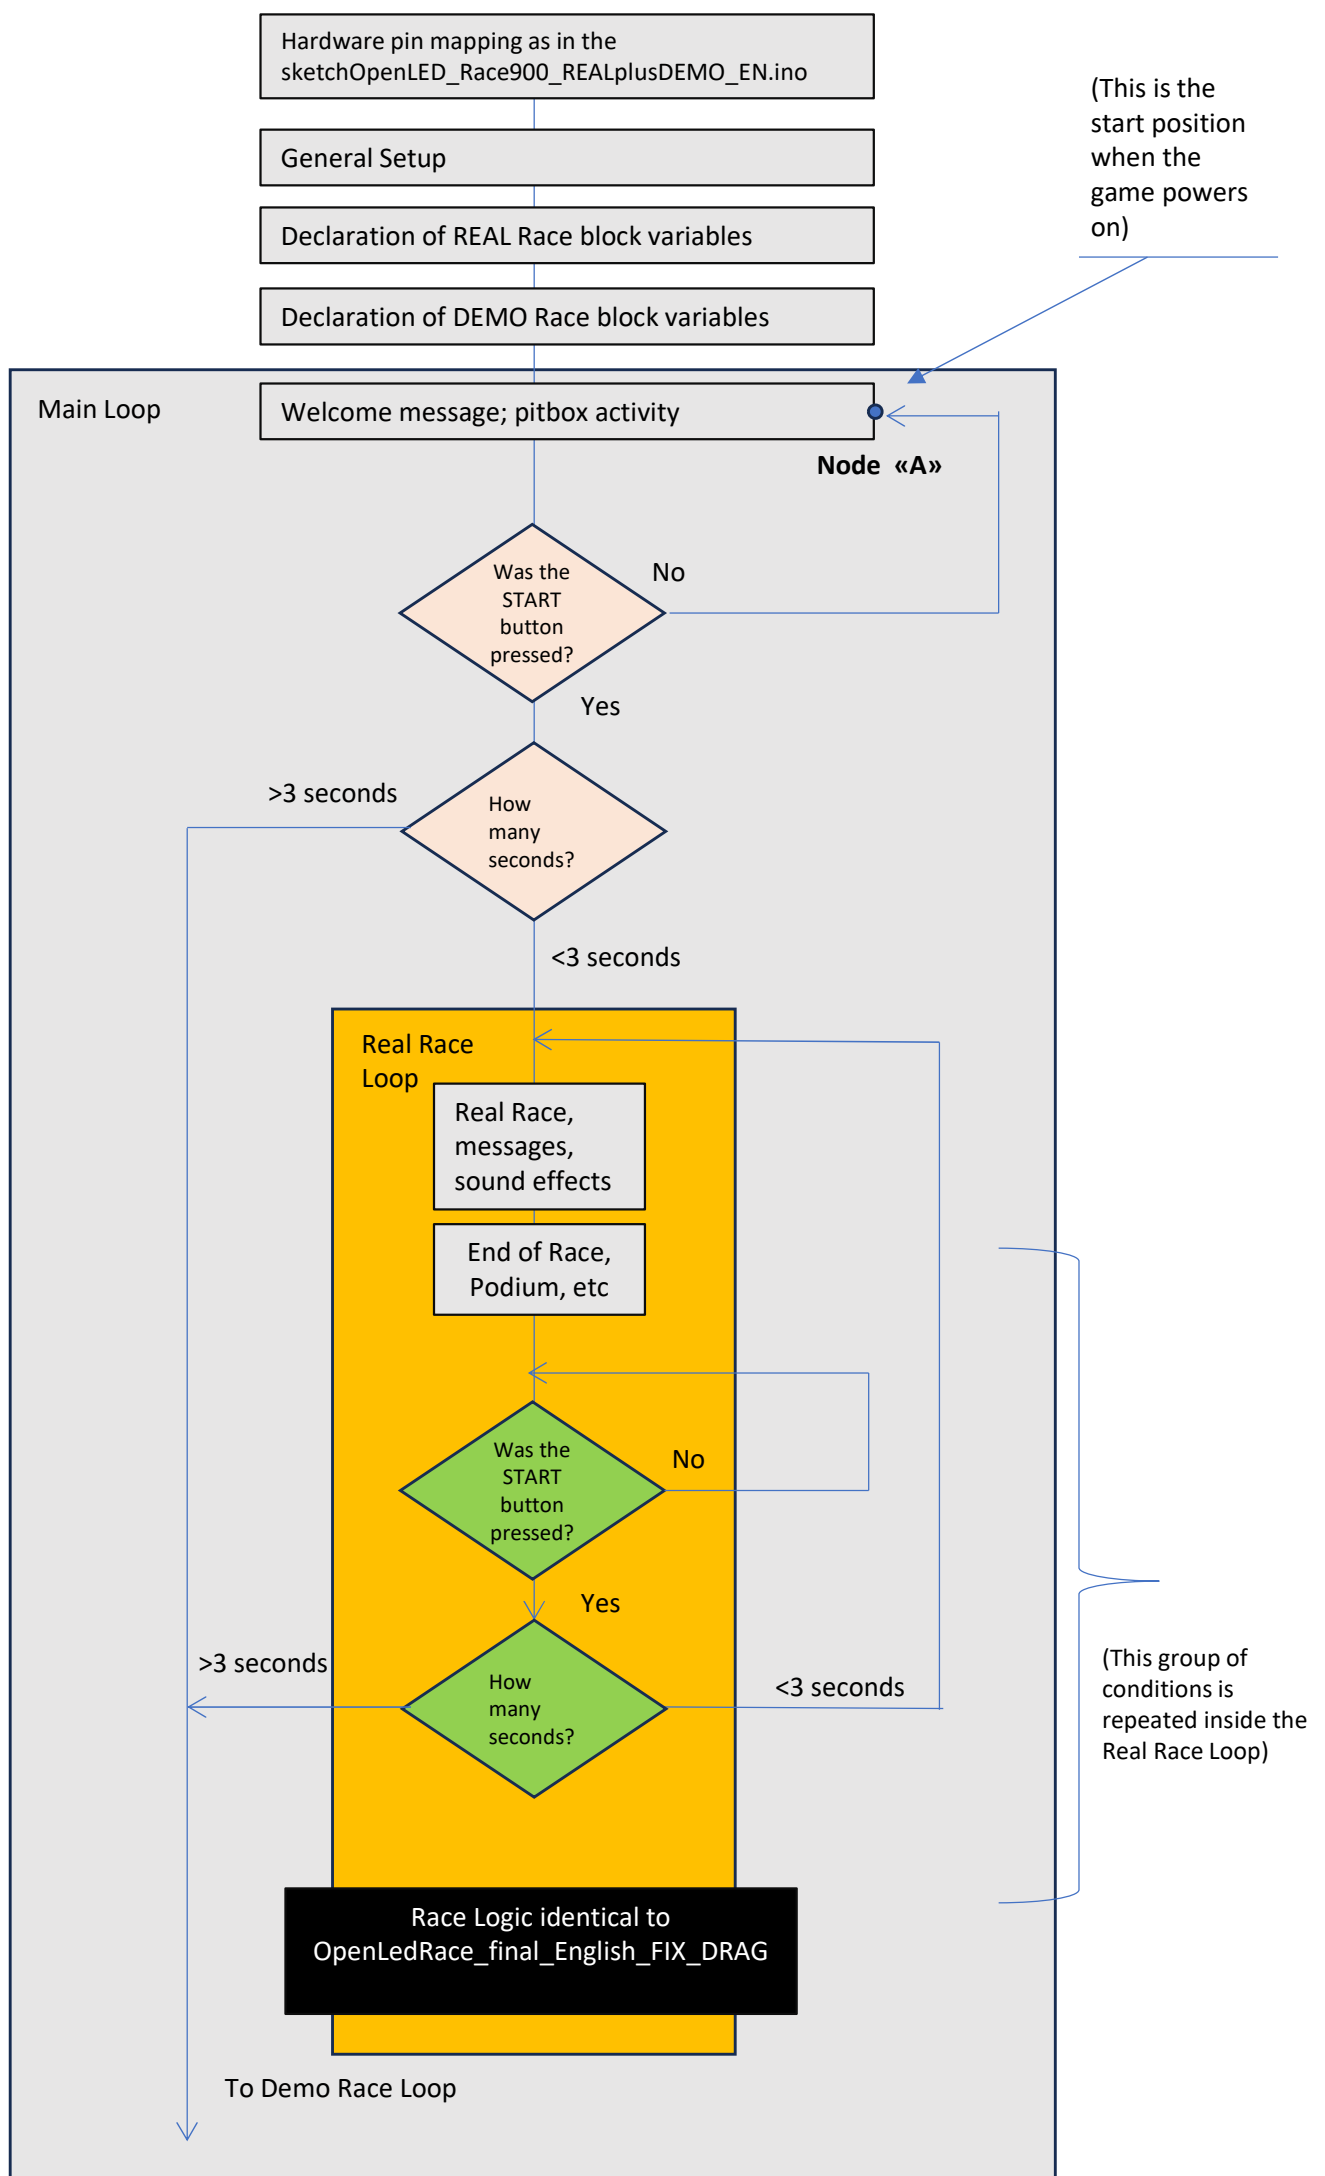 Hardware pin mapping as in the
sketchOpenLED_Race900_REALplusDEMO_EN.ino
(This is the
start position
when the
game powers
on)
General Setup
Declaration of REAL Race block variables
Declaration of DEMO Race block variables
Main Loop
Welcome message; pitbox activity
Node «A»
Was the
START
button
pressed?
No
Yes
>3 seconds
How
many
seconds?
<3 seconds
Real Race
Loop
Real Race,
messages,
sound effects
End of Race,
Podium, etc
Was the
START
button
pressed?
No
Yes
>3 seconds
How
many
seconds?
<3 seconds
(This group of
conditions is
repeated inside the
Real Race Loop)
Race Logic identical to
OpenLedRace_final_English_FIX_DRAG
To Demo Race Loop